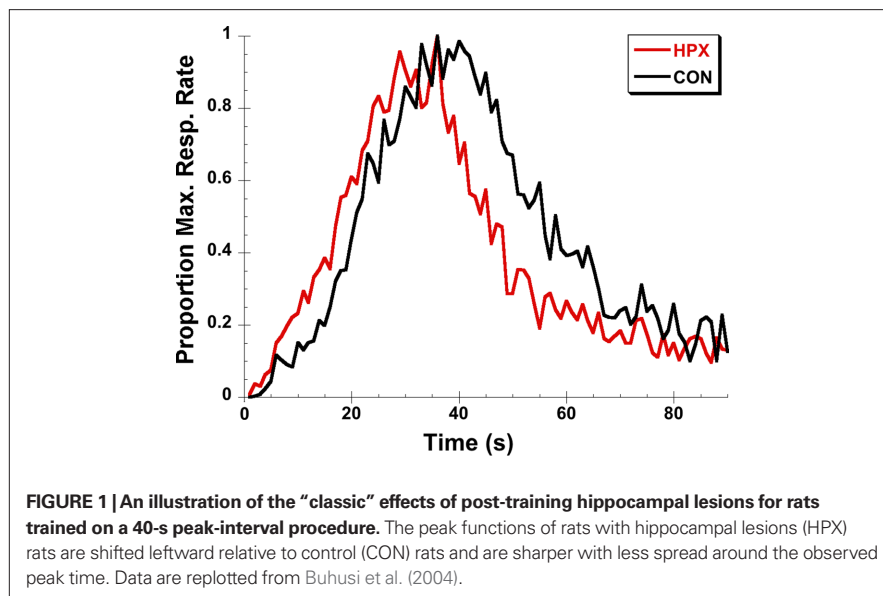 1
0.8
0.6
0.4
0.2
0
Proportion Max. Resp. Rate
HPX
CON
0 20 40 60 80
Time (s)
FIGURE 1 | An illustration of the “classic” effects of post-training hippocampal lesions for rats
trained on a 40-s peak-interval procedure. The peak functions of rats with hippocampal lesions (HPX)
rats are shifted leftward relative to control (CON) rats and are sharper with less spread around the observed
peak time. Data are replotted from Buhusi et al. (2004).